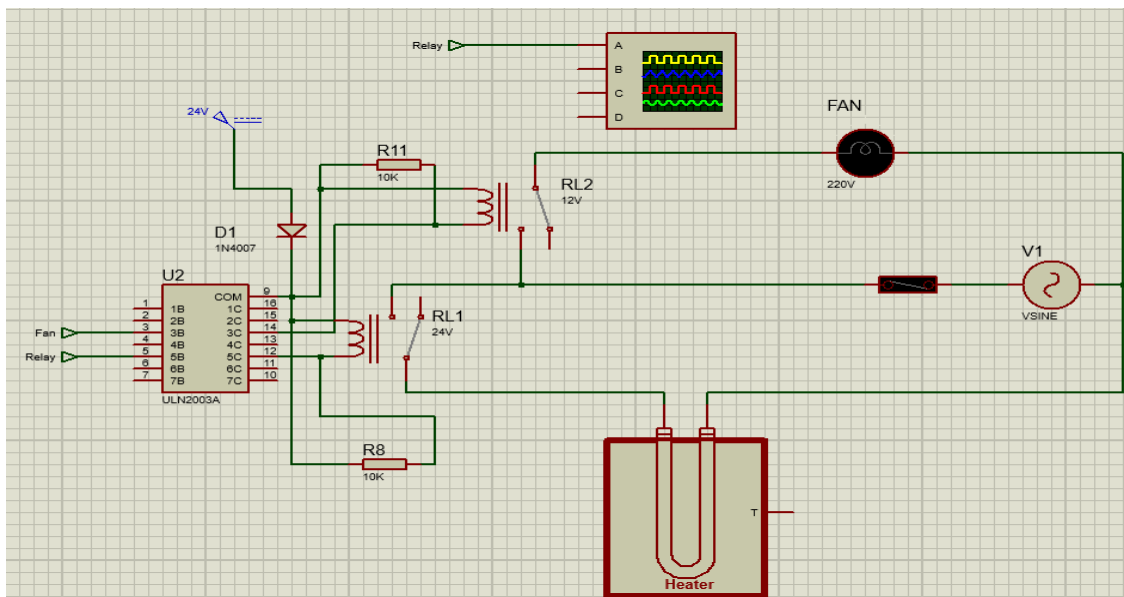 Relay
A
B
C
D
FAN
220V
24V
R11
10K
RL2
12V
D1
1N4007
V1
VSINE
U2
COM
9
1
1B
1C
16
2
2B
2C
15
Fan
3
3B
3C
14
4
4B
4C
13
Relay
5
5B
5C
12
6
6B
6C
11
7
7B
7C
10
ULN2003A
RL1
24V
R8
10K
T
Heater